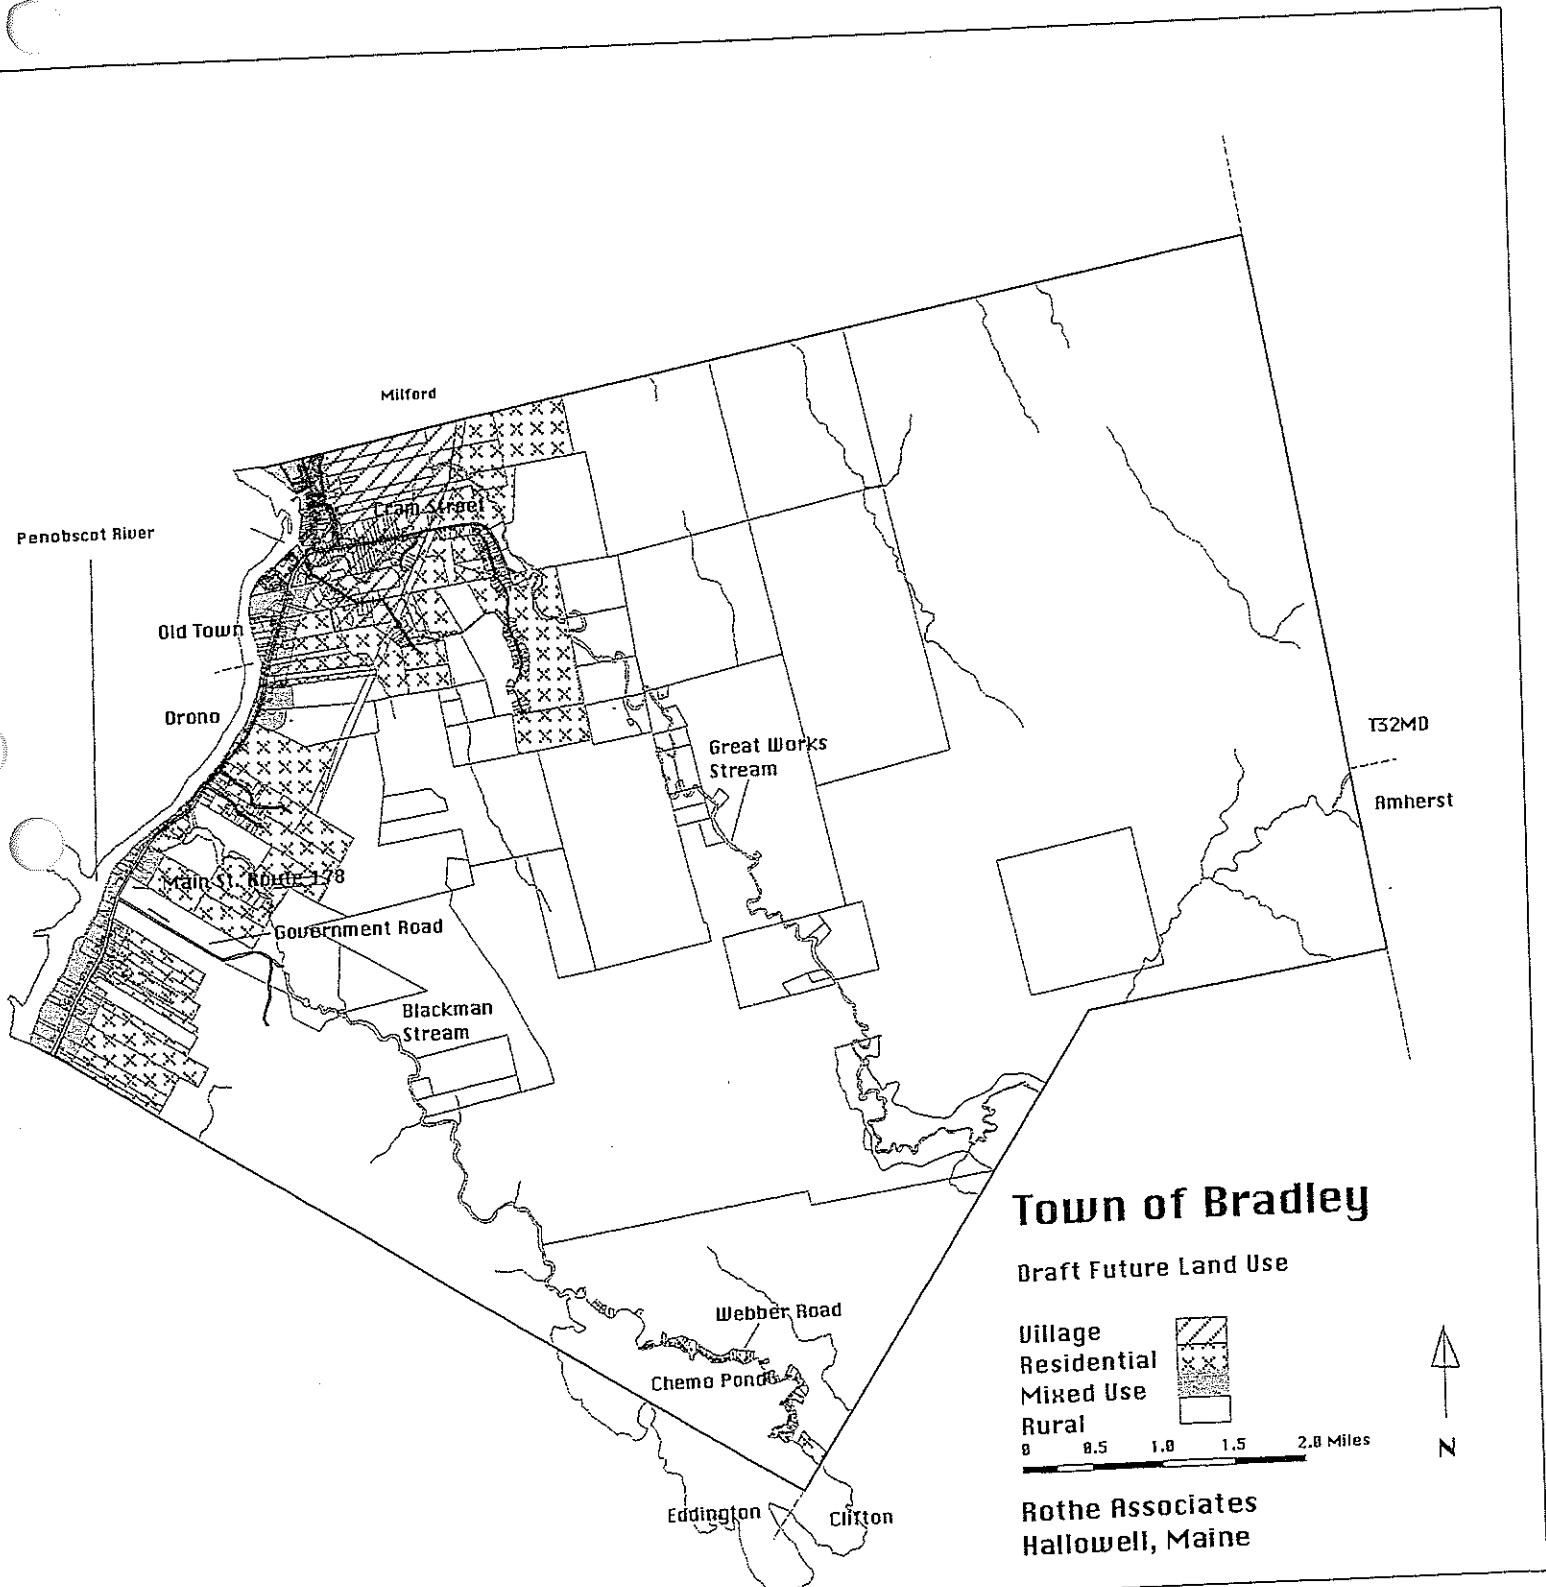 Milford
Cram Street
Penobscot River
Old Town
Orono
Great Works
Stream
T32MD
Amherst
Main St. Route 178
Government Road
Blackman
Stream
Webber Road
Chemo Pond
Eddington
Clifton
Town of Bradley
Draft Future Land Use
Village
Residential
Mixed Use
Rural
0 0.5 1.0 1.5 2.0 Miles
N
Rothe Associates
Hallowell, Maine